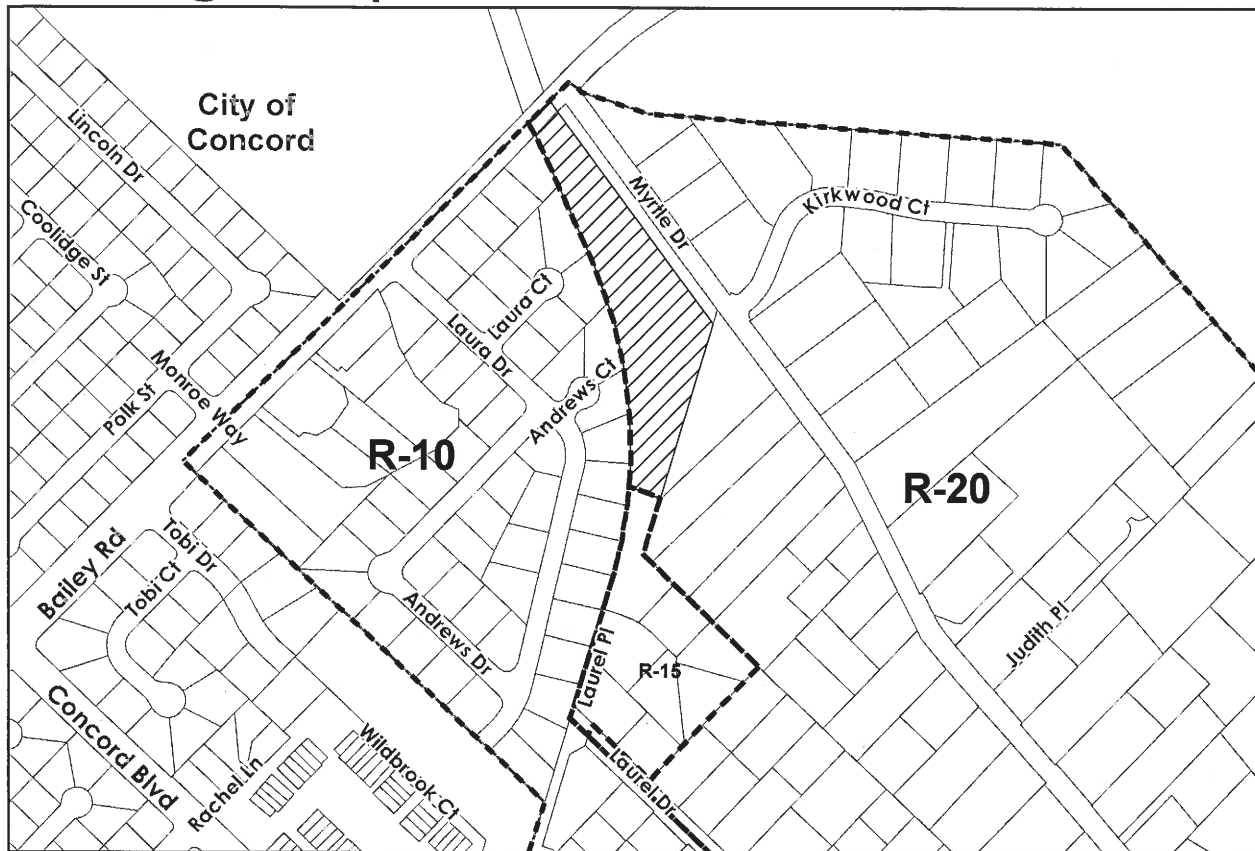 City of
Concord
Lincoln Dr
Coolidge St
Myrtle Dr
Kirkwood Ct
Laura Ct
Laura Dr
Monroe Way
Andrews Ct
Polk St
R-10
R-20
Bailey Rd
Tobi Dr
Tobi Ct
Andrews Dr
Judith Pl
Laurel Pl
R-15
Concord Blvd
Wildbrook Ct
Rachel Ln
Laurel Dr